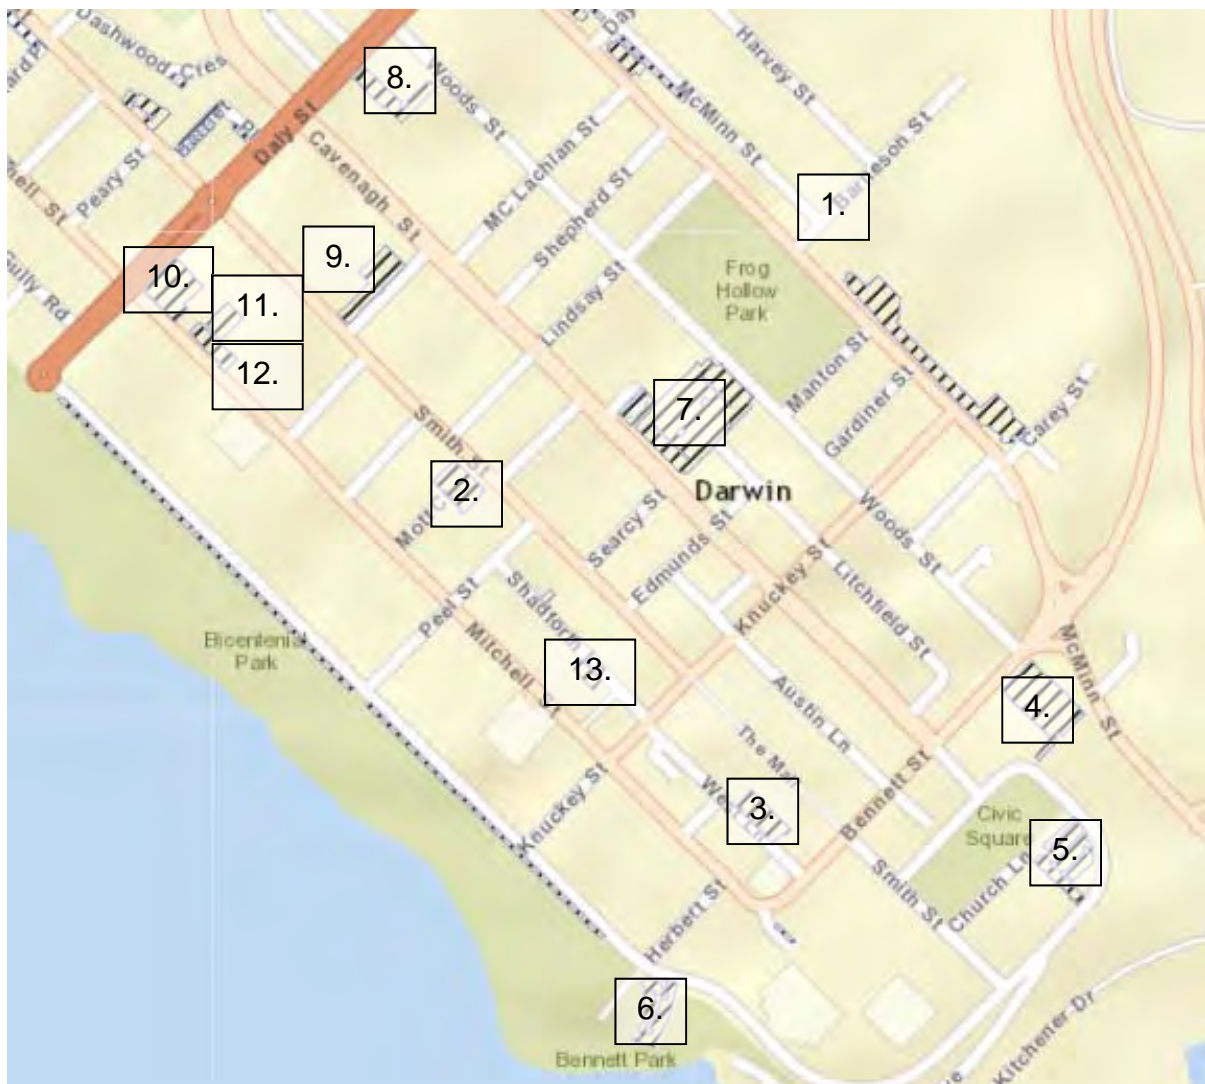 Dashwood Cres
Woods St
8.
Harvey St
McMinn St
Daly St
Cavenagh St
MC Lachlan St
Shepherd St
1.
Peary St
9.
10.
11.
12.
Lindsay St
Frog
Hollow
Park
Manton St
Gardiner St
Carey St
7.
Smith St
2.
Darwin
Searcy St
Edmunds St
Knuckey St
Woods St
Litchfield St
Peel St
Shadforth
Mitchell St
Bicentennial
Park
13.
Austin Ln
McMinn St
4.
The
3.
Bennett St
Knuckey St
Civic
Square
5.
Church Ln
Smith St
Herbert St
6.
Bennett Park
Kitchener Dr